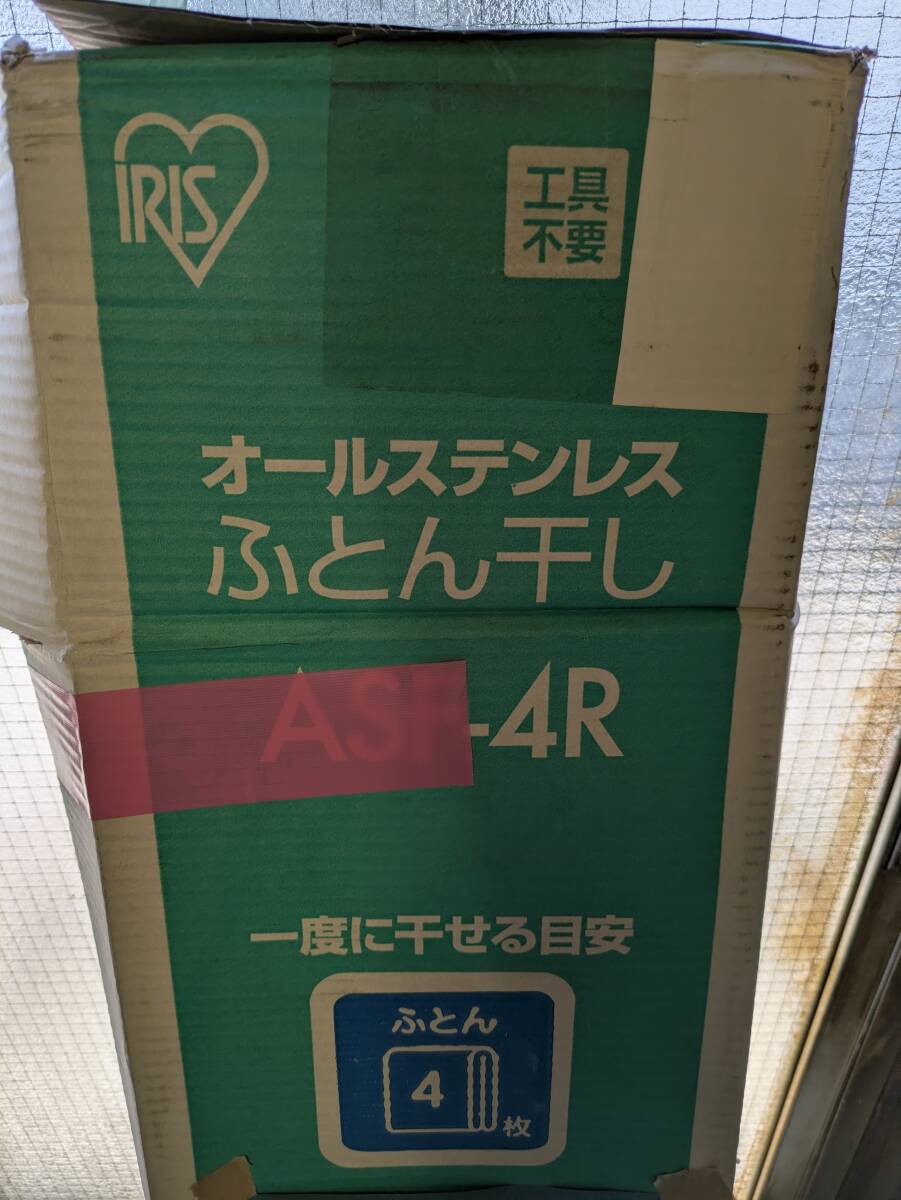 IRIS
工具
不要
オールステンレス
ふとん干し
ASF-4R
一度に干せる目安
ふとん
4
枚